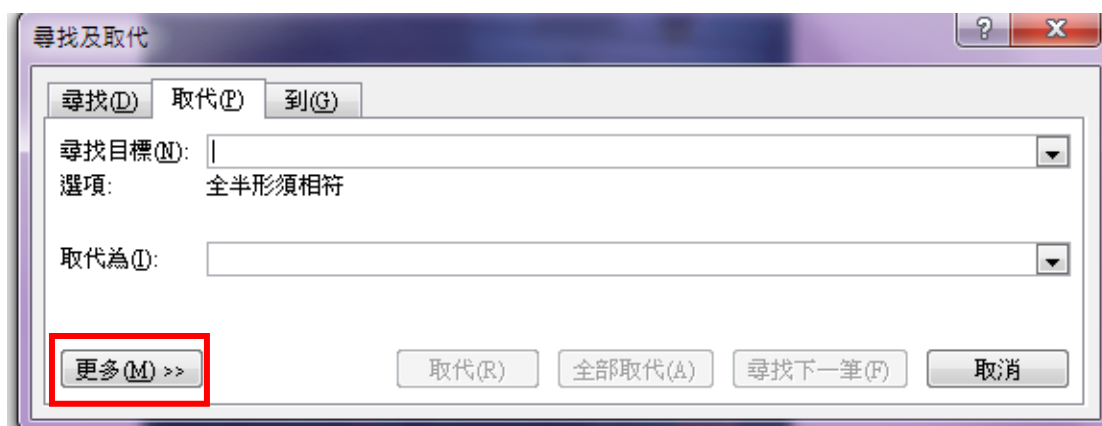 尋找及取代
尋找(D) 取代(P) 到(G)
尋找目標(N):
選項: 全半形須相符
取代為(I):
更多(M) >> 取代(R) 全部取代(A) 尋找下一筆(F) 取消